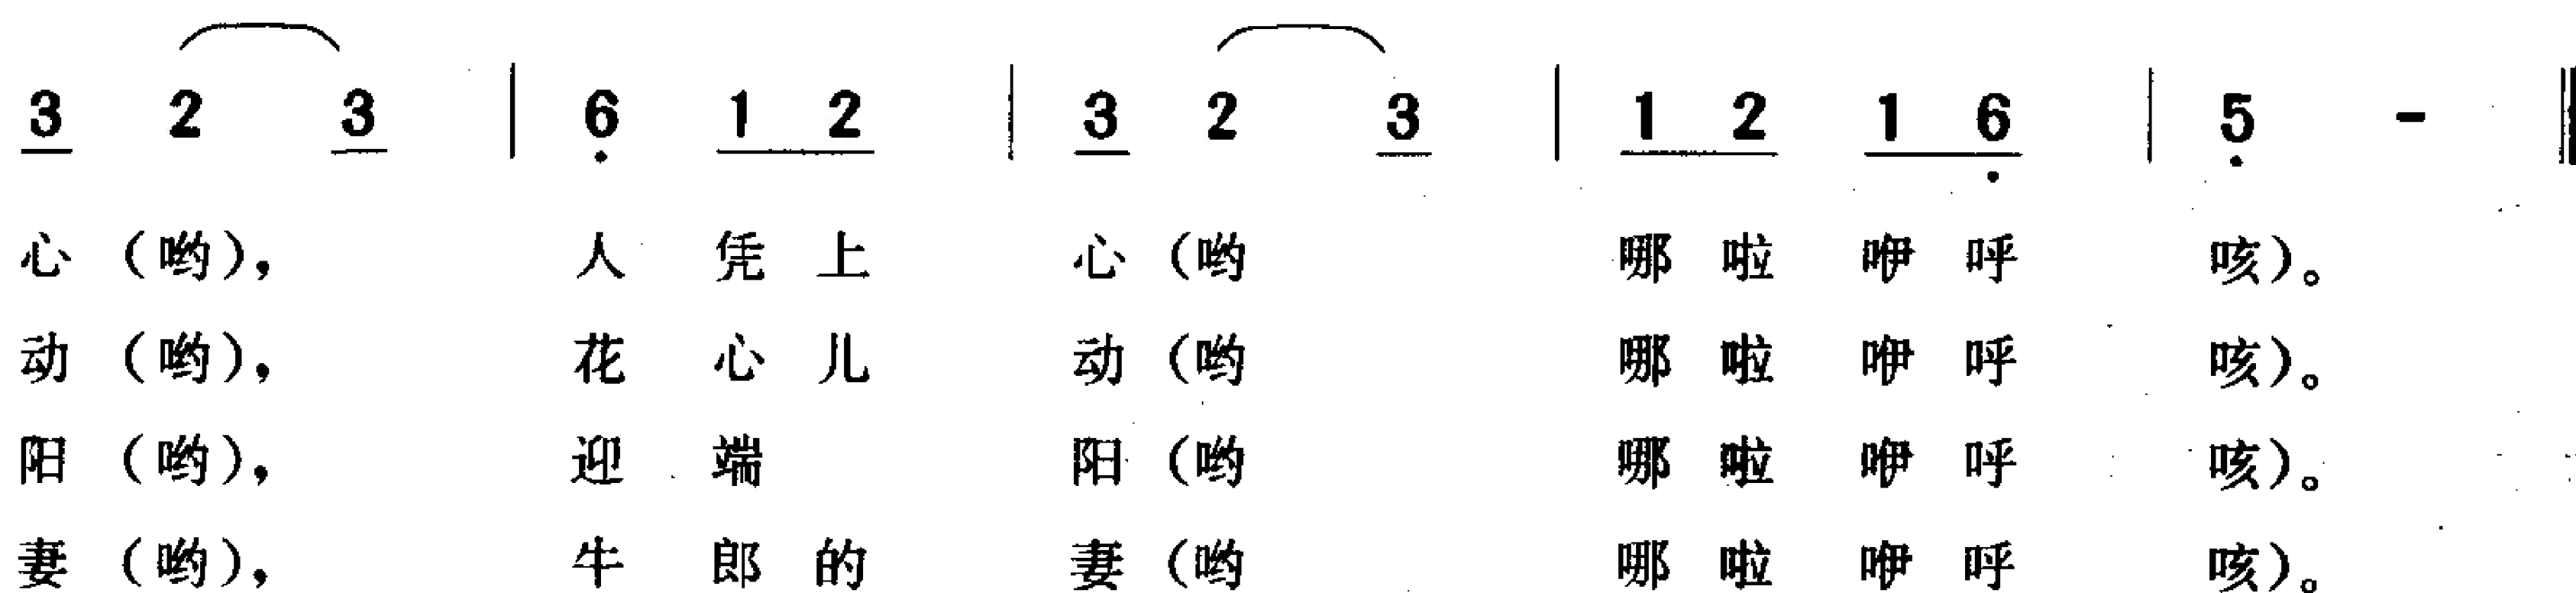 3 2 3 | 6 1 2 | 3 2 3 | 1 2 1 6 | 5 - ‖
心（哟），人凭上心（哟哪啦咿呼咳）。
动（哟），花心儿动（哟哪啦咿呼咳）。
阳（哟），迎端阳（哟哪啦咿呼咳）。
妻（哟），牛郎的妻（哟哪啦咿呼咳）。